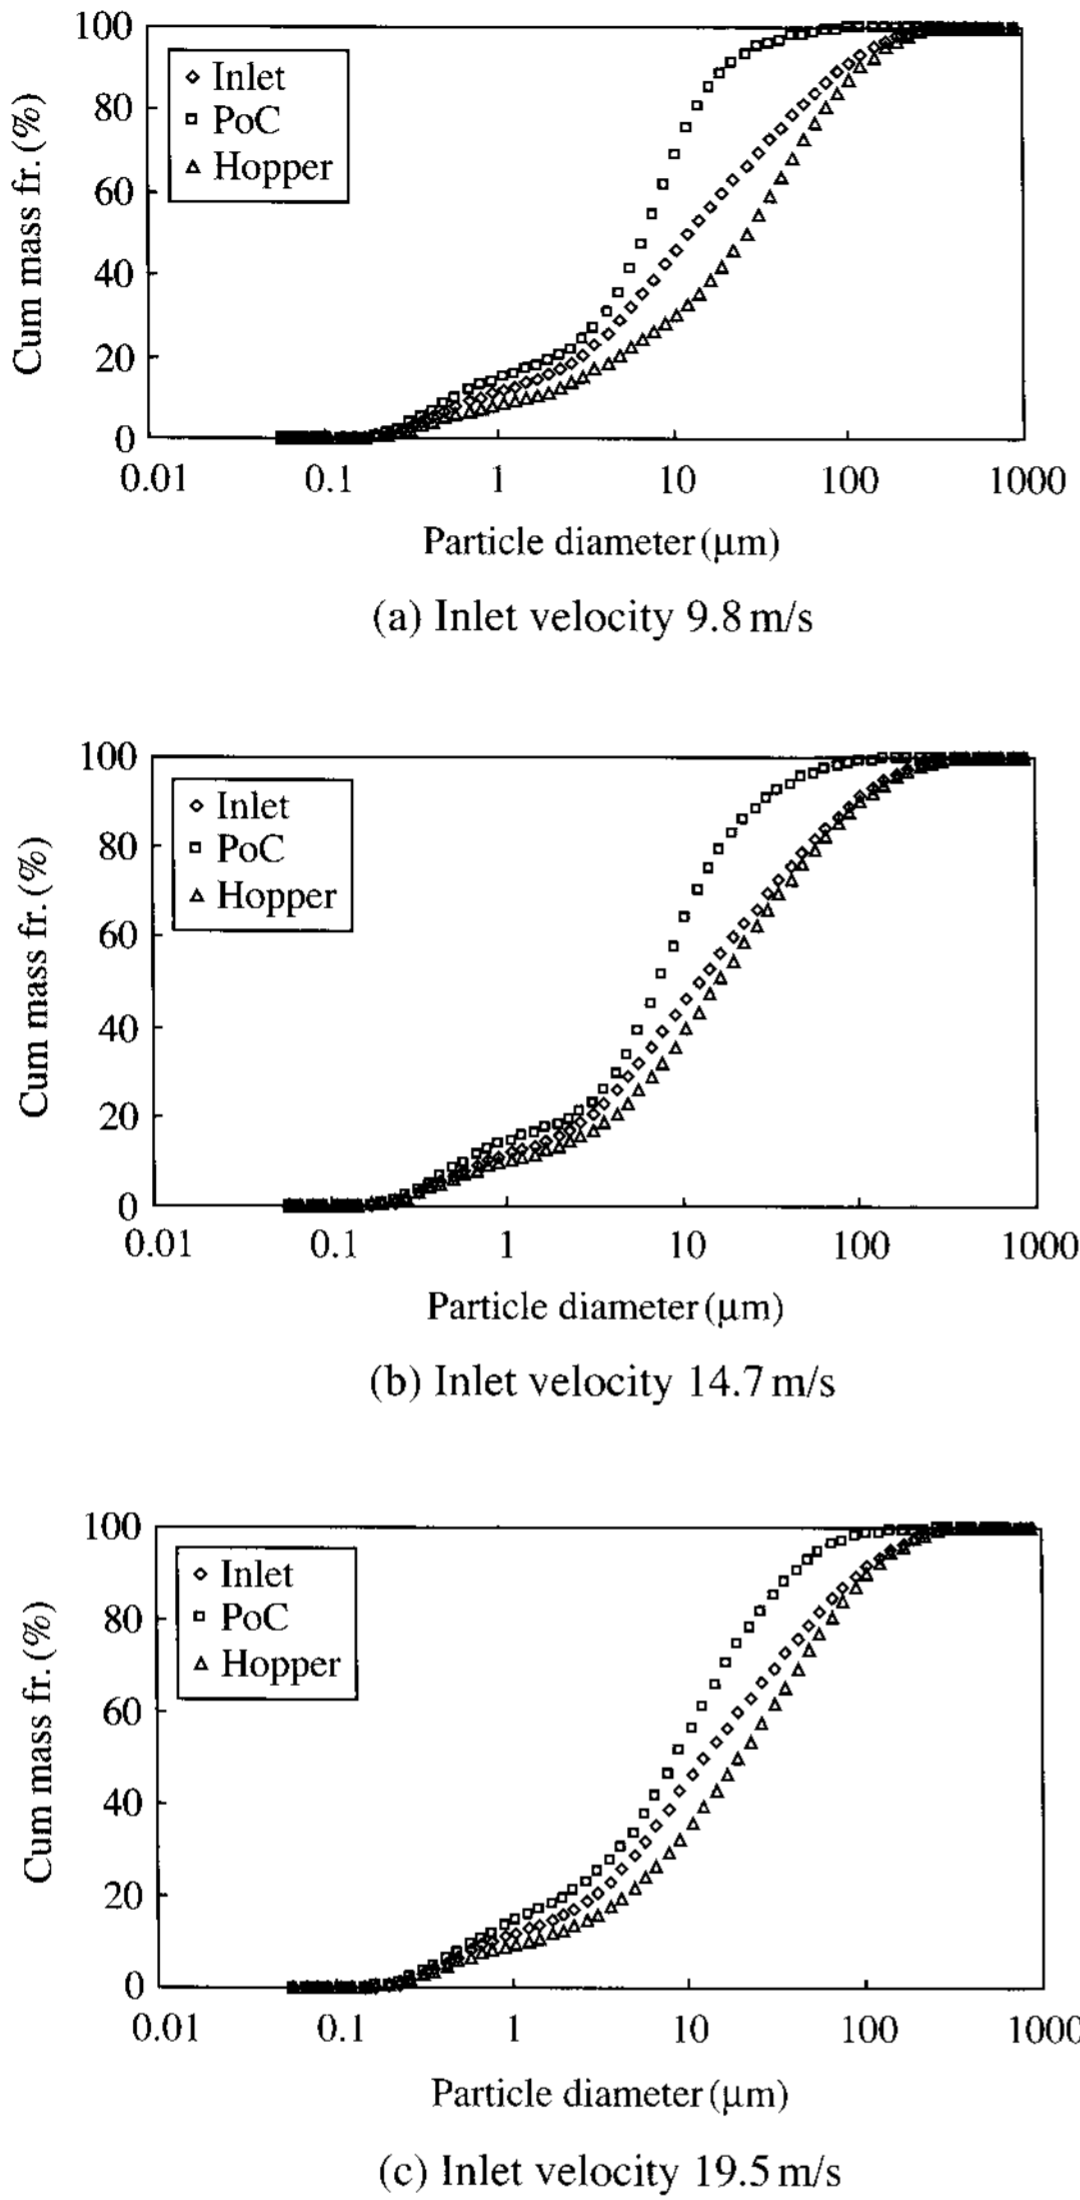 100
80
60
40
20
0
Cum mass fr. (%)
Inlet
PoC
Hopper
0.01 0.1 1 10 100 1000
Particle diameter (μm)
(a) Inlet velocity 9.8 m/s
100
80
60
40
20
0
Cum mass fr. (%)
Inlet
PoC
Hopper
0.01 0.1 1 10 100 1000
Particle diameter (μm)
(b) Inlet velocity 14.7 m/s
100
80
60
40
20
0
Cum mass fr. (%)
Inlet
PoC
Hopper
0.01 0.1 1 10 100 1000
Particle diameter (μm)
(c) Inlet velocity 19.5 m/s